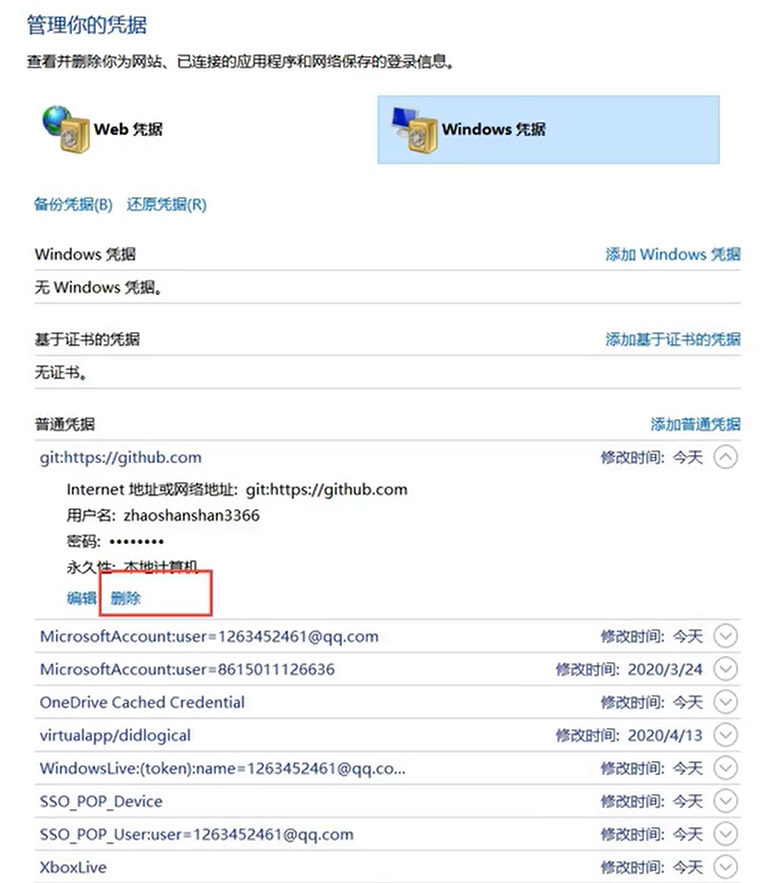 管理你的凭据
查看并删除你为网站、已连接的应用程序和网络保存的登录信息。
Web 凭据
Windows 凭据
备份凭据(B) 还原凭据(R)
Windows 凭据 添加 Windows 凭据
无 Windows 凭据。
基于证书的凭据 添加基于证书的凭据
无证书。
普通凭据 添加普通凭据
git:https://github.com 修改时间: 今天
Internet 地址或网络地址: git:https://github.com
用户名: zhaoshanshan3366
密码: ••••••••
永久性: 本地计算机
编辑 删除
MicrosoftAccount:user=1263452461@qq.com 修改时间: 今天
MicrosoftAccount:user=8615011126636 修改时间: 2020/3/24
OneDrive Cached Credential 修改时间: 今天
virtualapp/didlogical 修改时间: 2020/4/13
WindowsLive:(token):name=1263452461@qq.co... 修改时间: 今天
SSO_POP_Device 修改时间: 今天
SSO_POP_User:user=1263452461@qq.com 修改时间: 今天
XboxLive 修改时间: 今天